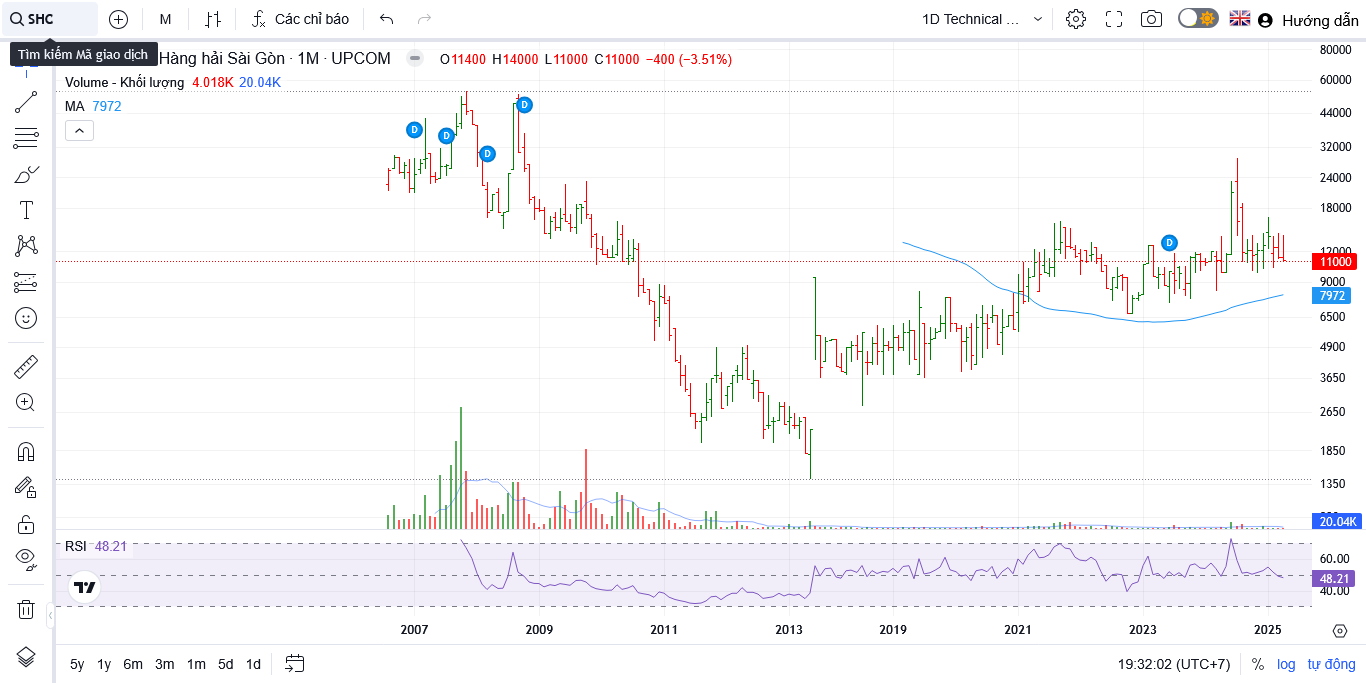 SHC
M
Các chỉ báo
1D Technical ...
Hướng dẫn
Tìm kiếm Mã giao dịch
Hàng hải Sài Gòn · 1M · UPCOM
O11400 H14000 L11000 C11000 −400 (−3.51%)
Volume - Khối lượng 4.018K 20.04K
MA 7972
80000
60000
44000
32000
24000
18000
12000
11000
9000
7972
6500
4900
3650
2650
1850
1350
20.04K
D
D
D
D
D
RSI 48.21
60.00
48.21
40.00
2007 2009 2011 2013 2019 2021 2023 2025
5y 1y 6m 3m 1m 5d 1d
19:32:02 (UTC+7) % log tự động